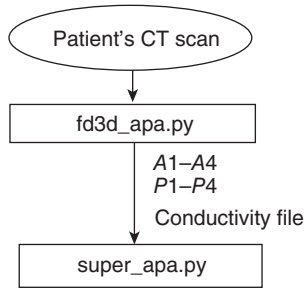 Patient's CT scan
fd3d_apa.py
A1–A4
P1–P4
Conductivity file
super_apa.py